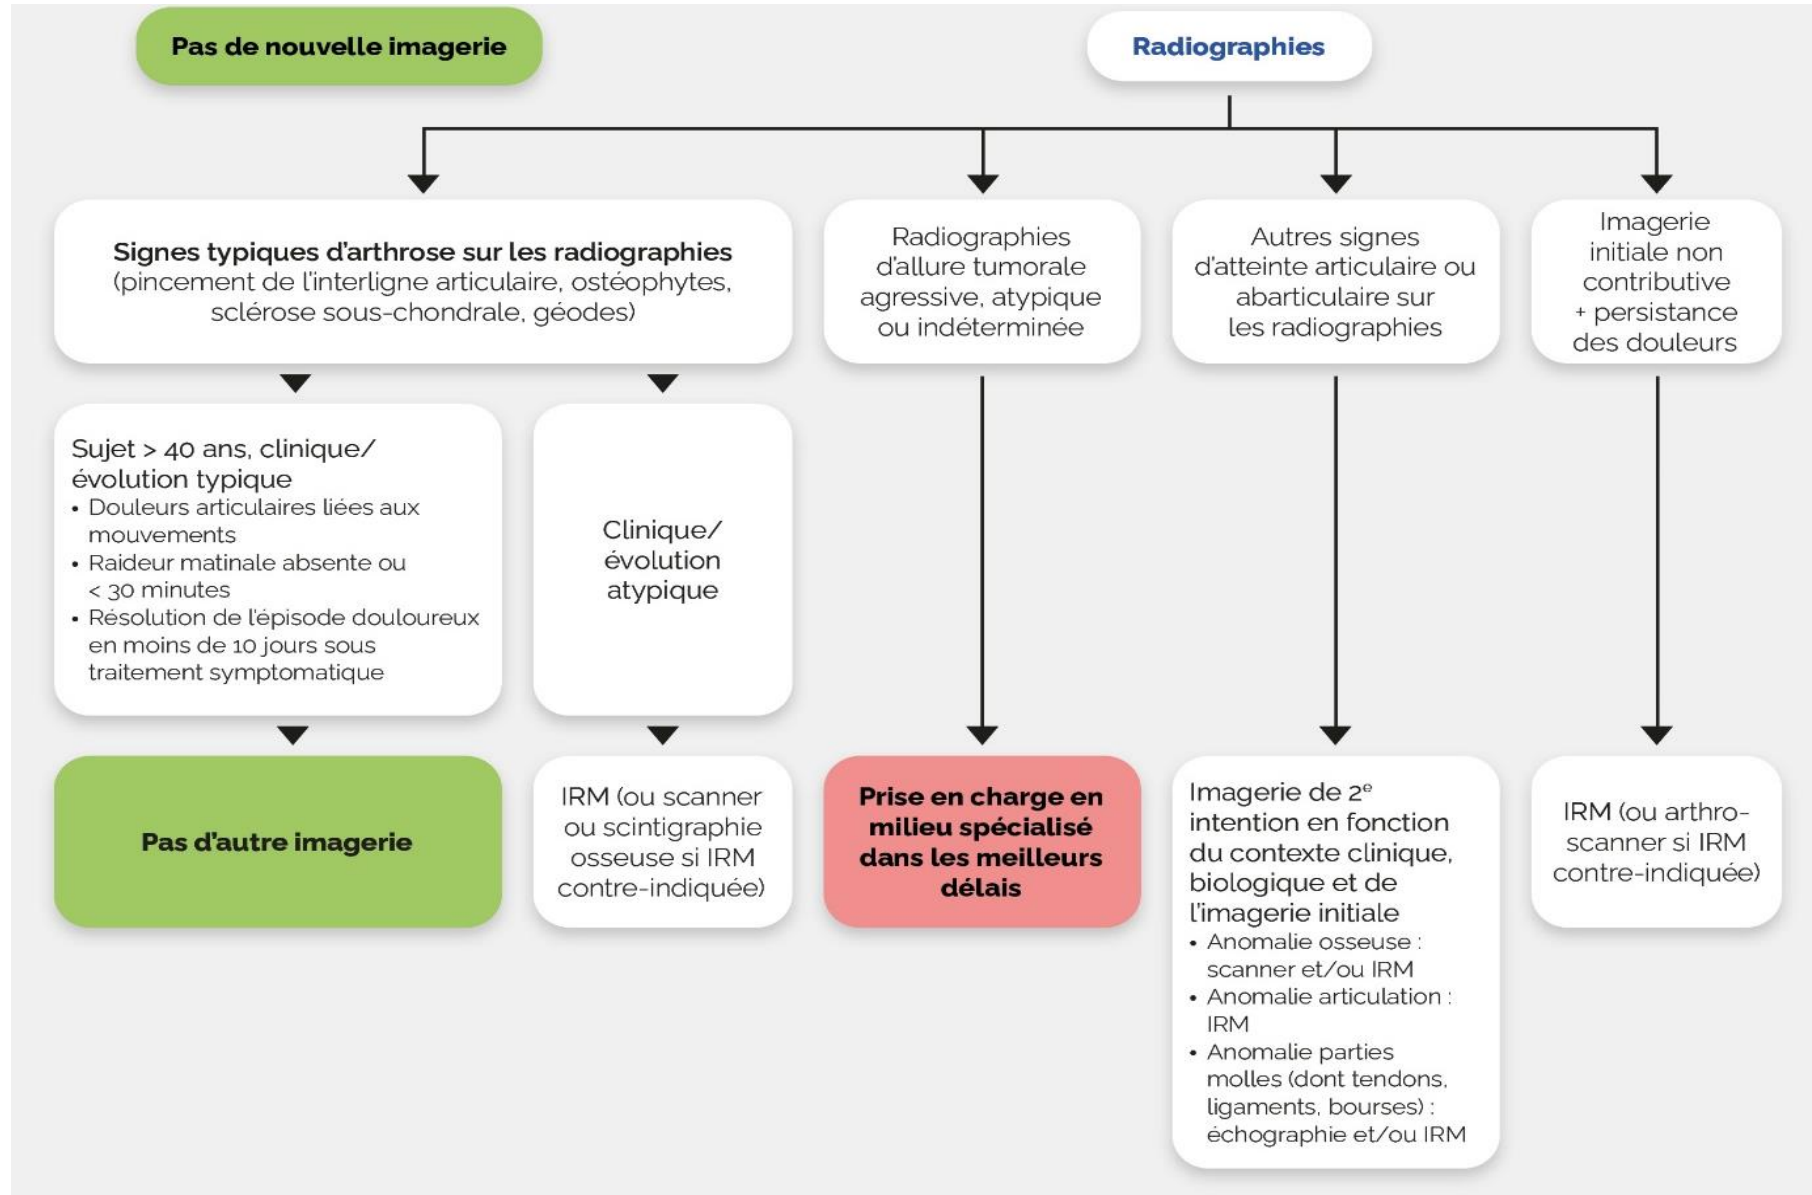 Pas de nouvelle imagerie
Radiographies
Signes typiques d'arthrose sur les radiographies
(pincement de l'interligne articulaire, ostéophytes,
sclérose sous-chondrale, géodes)
Radiographies
d'allure tumorale
agressive, atypique
ou indéterminée
Autres signes
d'atteinte articulaire ou
abarticulaire sur
les radiographies
Imagerie
initiale non
contributive
+ persistance
des douleurs
Sujet > 40 ans, clinique/
évolution typique
• Douleurs articulaires liées aux
mouvements
• Raideur matinale absente ou
< 30 minutes
• Résolution de l'épisode douloureux
en moins de 10 jours sous
traitement symptomatique
Clinique/
évolution
atypique
Pas d'autre imagerie
IRM (ou scanner
ou scintigraphie
osseuse si IRM
contre-indiquée)
Prise en charge en
milieu spécialisé
dans les meilleurs
délais
Imagerie de 2e
intention en fonction
du contexte clinique,
biologique et de
l'imagerie initiale
• Anomalie osseuse :
scanner et/ou IRM
• Anomalie articulation :
IRM
• Anomalie parties
molles (dont tendons,
ligaments, bourses) :
échographie et/ou IRM
IRM (ou arthro-
scanner si IRM
contre-indiquée)